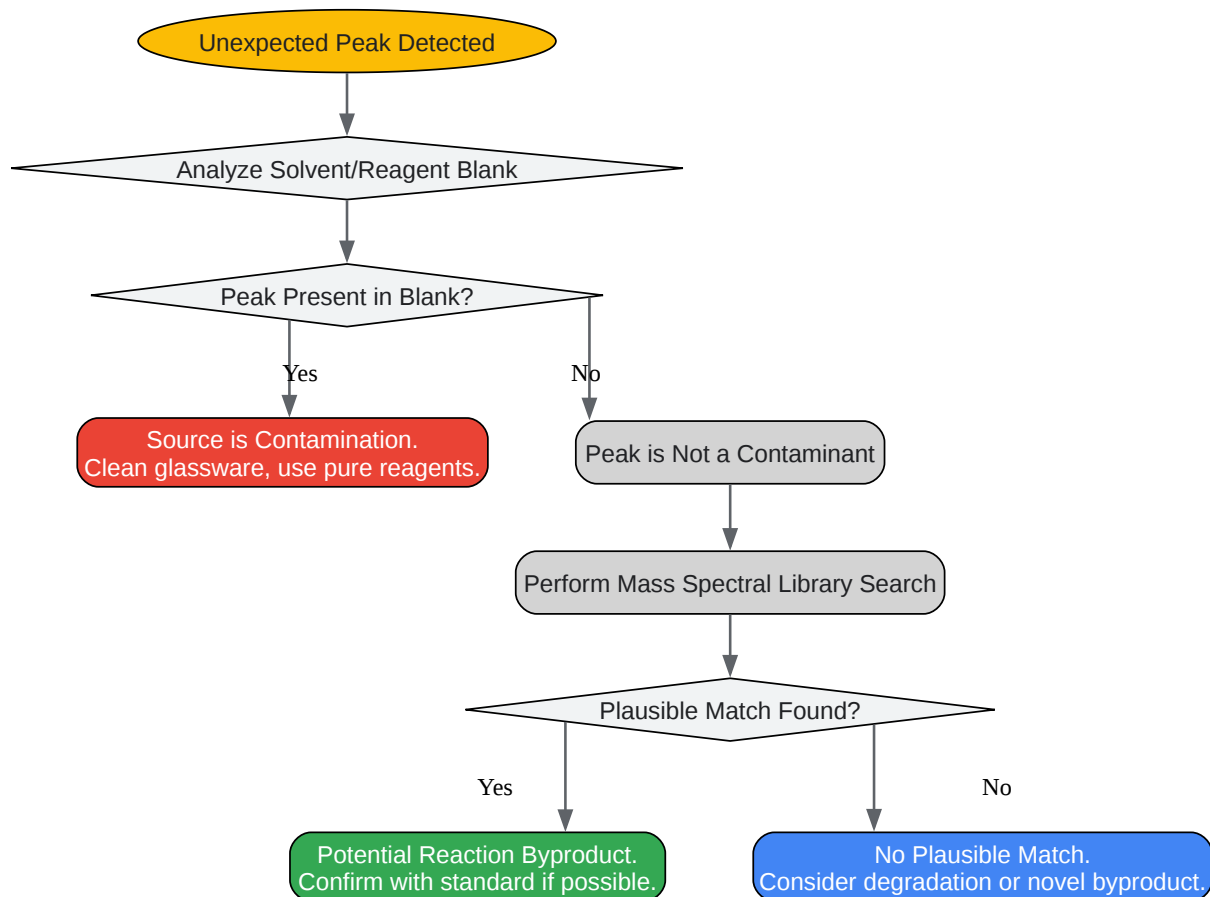 Unexpected Peak Detected
Analyze Solvent/Reagent Blank
Peak Present in Blank?
Yes
No
Source is Contamination.
Clean glassware, use pure reagents.
Peak is Not a Contaminant
Perform Mass Spectral Library Search
Plausible Match Found?
Yes
No
Potential Reaction Byproduct.
Confirm with standard if possible.
No Plausible Match.
Consider degradation or novel byproduct.